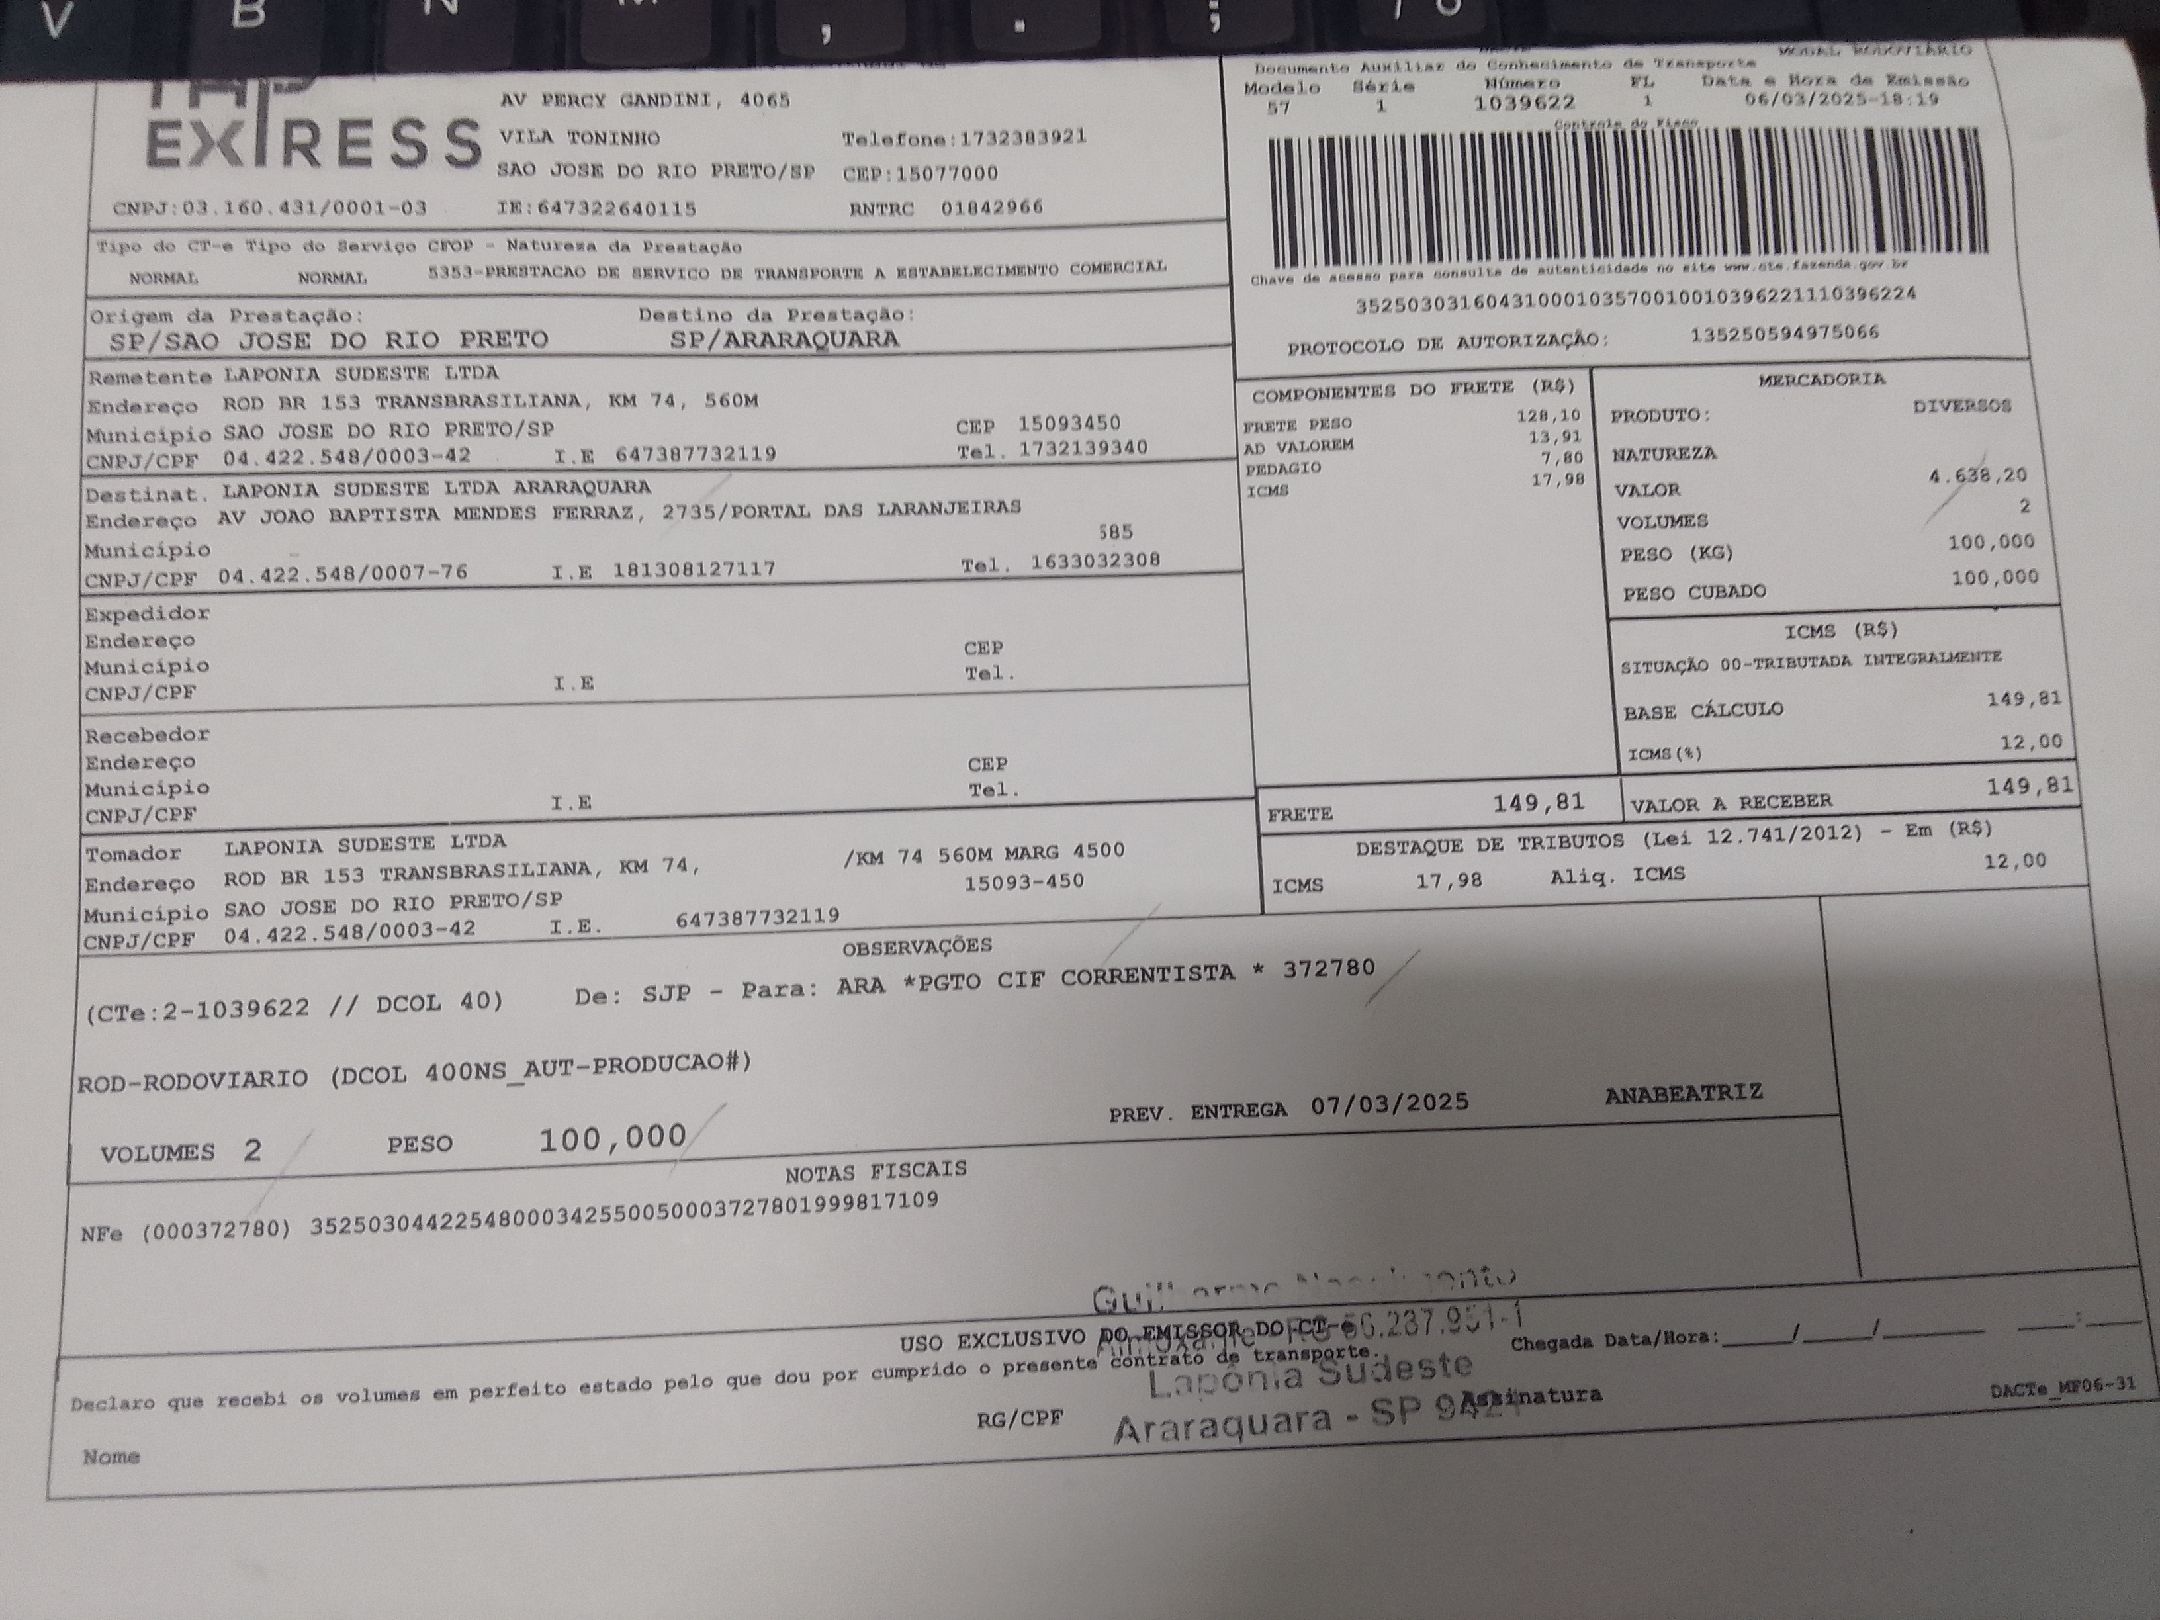 V B N M , . ;
EXPRESS
AV PERCY GANDINI, 4065
VILA TONINHO Telefone:1732383921
SAO JOSE DO RIO PRETO/SP CEP:15077000
CNPJ:03.160.431/0001-03 IE:647322640115 RNTRC 01842966
MODAL RODOVIÁRIO
Documento Auxiliar do Conhecimento de Transporte
Modelo Série Número FL Data e Hora de Emissão
57 1 1039622 1 06/03/2025-18:19
Controle do Fisco
Chave de acesso para consulta de autenticidade no site www.cte.fazenda.gov.br
35250303160431000103570010010396221110396224
PROTOCOLO DE AUTORIZAÇÃO: 135250594975066
Tipo do CT-e Tipo do Serviço CFOP - Natureza da Prestação
NORMAL NORMAL 5353-PRESTACAO DE SERVICO DE TRANSPORTE A ESTABELECIMENTO COMERCIAL
Origem da Prestação: Destino da Prestação:
SP/SAO JOSE DO RIO PRETO SP/ARARAQUARA
Remetente LAPONIA SUDESTE LTDA
Endereço ROD BR 153 TRANSBRASILIANA, KM 74, 560M
Município SAO JOSE DO RIO PRETO/SP CEP 15093450
CNPJ/CPF 04.422.548/0003-42 I.E 647387732119 Tel. 1732139340
Destinat. LAPONIA SUDESTE LTDA ARARAQUARA
Endereço AV JOAO BAPTISTA MENDES FERRAZ, 2735/PORTAL DAS LARANJEIRAS
Município 585
CNPJ/CPF 04.422.548/0007-76 I.E 181308127117 Tel. 1633032308
Expedidor
Endereço
Município CEP
CNPJ/CPF I.E Tel.
Recebedor
Endereço
Município CEP
CNPJ/CPF I.E Tel.
Tomador LAPONIA SUDESTE LTDA
Endereço ROD BR 153 TRANSBRASILIANA, KM 74, /KM 74 560M MARG 4500
Município SAO JOSE DO RIO PRETO/SP 15093-450
CNPJ/CPF 04.422.548/0003-42 I.E. 647387732119
COMPONENTES DO FRETE (R$)
FRETE PESO 128,10
AD VALOREM 13,91
PEDAGIO 7,80
ICMS 17,98
MERCADORIA
PRODUTO: DIVERSOS
NATUREZA
VALOR 4.638,20
VOLUMES 2
PESO (KG) 100,000
PESO CUBADO 100,000
ICMS (R$)
SITUAÇÃO 00-TRIBUTADA INTEGRALMENTE
BASE CÁLCULO 149,81
ICMS(%) 12,00
FRETE 149,81 VALOR A RECEBER 149,81
DESTAQUE DE TRIBUTOS (Lei 12.741/2012) - Em (R$)
ICMS 17,98 Aliq. ICMS 12,00
OBSERVAÇÕES
(CTe:2-1039622 // DCOL 40) De: SJP - Para: ARA *PGTO CIF CORRENTISTA * 372780
ROD-RODOVIARIO (DCOL 400NS_AUT-PRODUCAO#)
PREV. ENTREGA 07/03/2025 ANABEATRIZ
VOLUMES 2 PESO 100,000
NOTAS FISCAIS
NFe (000372780) 35250304422548000342550050003727801999817109
USO EXCLUSIVO DO EMISSOR DO CT-e
Chegada Data/Hora:_____/_____/_______ ____:____
Declaro que recebi os volumes em perfeito estado pelo que dou por cumprido o presente contrato de transporte.
Lapônia Sudeste
Araraquara - SP
RG/CPF Assinatura
DACTe_MF06-31
Nome